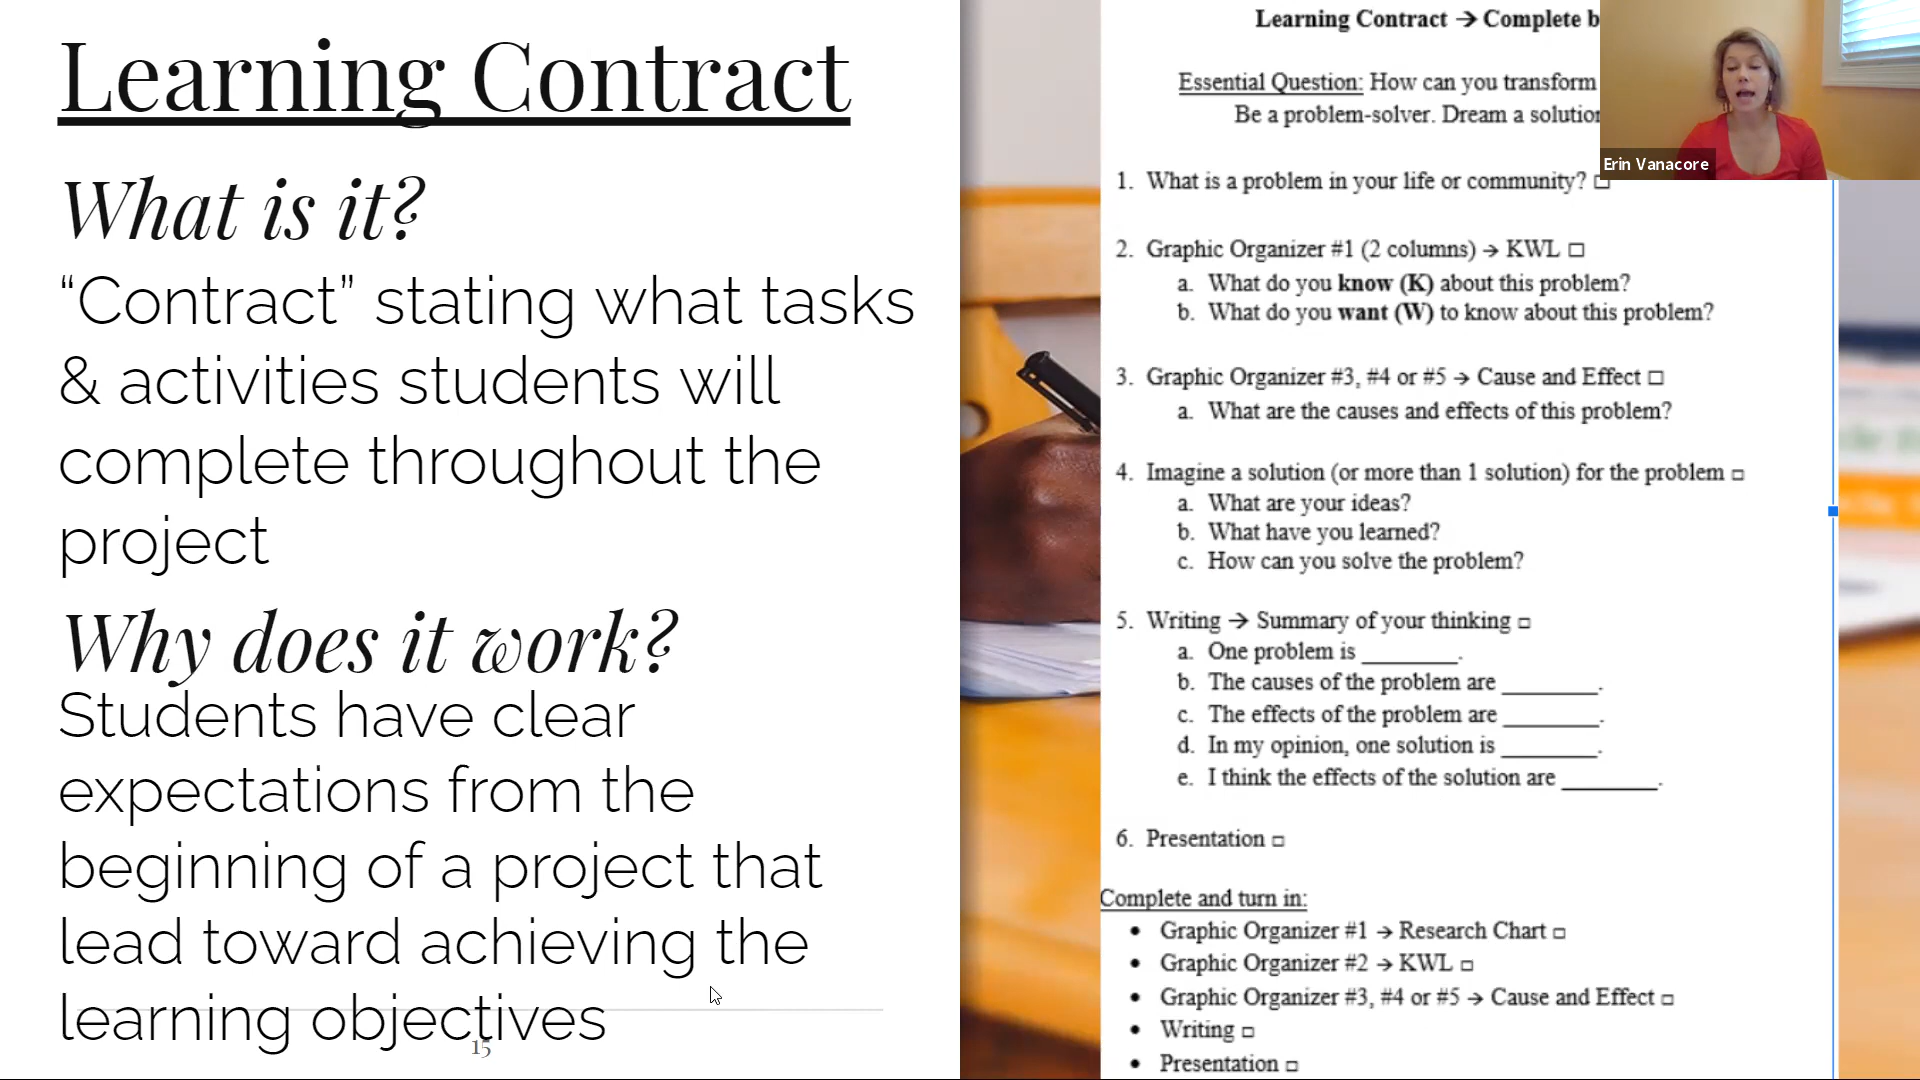 Learning Contract
What is it?
“Contract” stating what tasks
& activities students will
complete throughout the
project
Why does it work?
Students have clear
expectations from the
beginning of a project that
lead toward achieving the
learning objectives
15
Learning Contract → Complete b
Essential Question: How can you transform
Be a problem-solver. Dream a solution
Erin Vanacore
1. What is a problem in your life or community? □
2. Graphic Organizer #1 (2 columns) → KWL □
a. What do you know (K) about this problem?
b. What do you want (W) to know about this problem?
3. Graphic Organizer #3, #4 or #5 → Cause and Effect □
a. What are the causes and effects of this problem?
4. Imagine a solution (or more than 1 solution) for the problem □
a. What are your ideas?
b. What have you learned?
c. How can you solve the problem?
5. Writing → Summary of your thinking □
a. One problem is ________.
b. The causes of the problem are ________.
c. The effects of the problem are ________.
d. In my opinion, one solution is ________.
e. I think the effects of the solution are ________.
6. Presentation □
Complete and turn in:
• Graphic Organizer #1 → Research Chart □
• Graphic Organizer #2 → KWL □
• Graphic Organizer #3, #4 or #5 → Cause and Effect □
• Writing □
• Presentation □